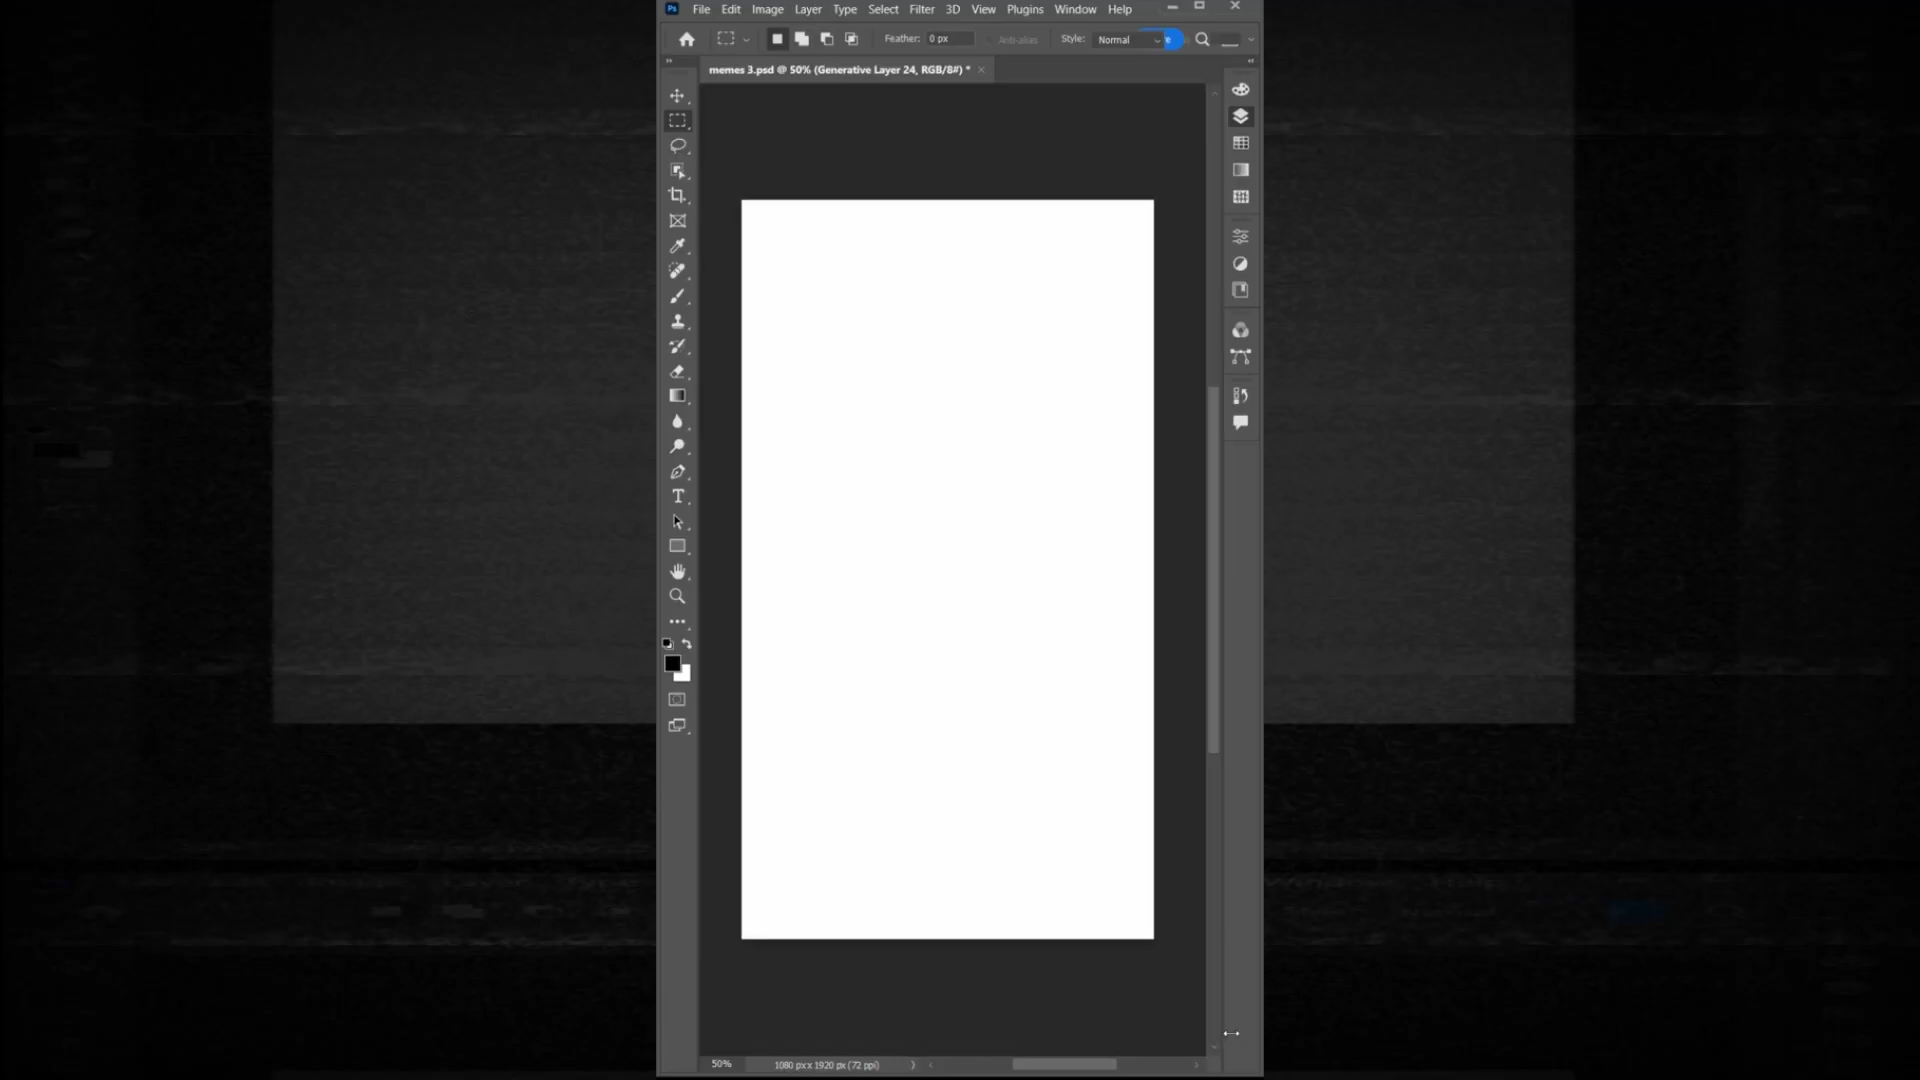 Ps File Edit Image Layer Type Select Filter 3D View Plugins Window Help
Feather: 0 px Anti-alias Style: Normal
memes 3.psd @ 50% (Generative Layer 24, RGB/8#) * ×
T
50% 1080 px x 1920 px (72 ppi)